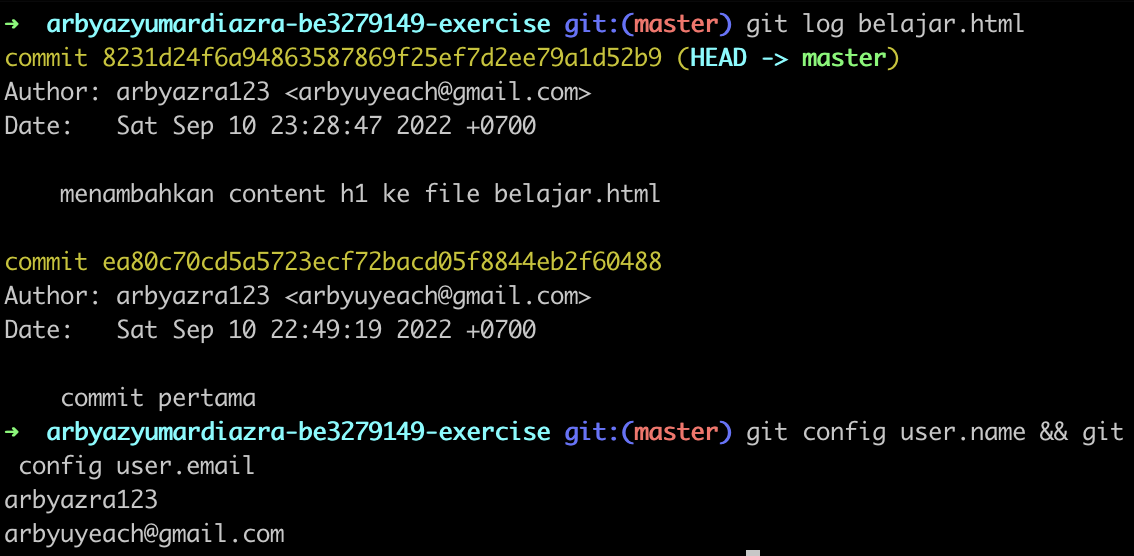 ➜  arbyazyumardiazra-be3279149-exercise git:(master) git log belajar.html
commit 8231d24f6a94863587869f25ef7d2ee79a1d52b9 (HEAD -> master)
Author: arbyazra123 <arbyuyeach@gmail.com>
Date:   Sat Sep 10 23:28:47 2022 +0700
    menambahkan content h1 ke file belajar.html
commit ea80c70cd5a5723ecf72bacd05f8844eb2f60488
Author: arbyazra123 <arbyuyeach@gmail.com>
Date:   Sat Sep 10 22:49:19 2022 +0700
    commit pertama
➜  arbyazyumardiazra-be3279149-exercise git:(master) git config user.name && git
 config user.email
arbyazra123
arbyuyeach@gmail.com